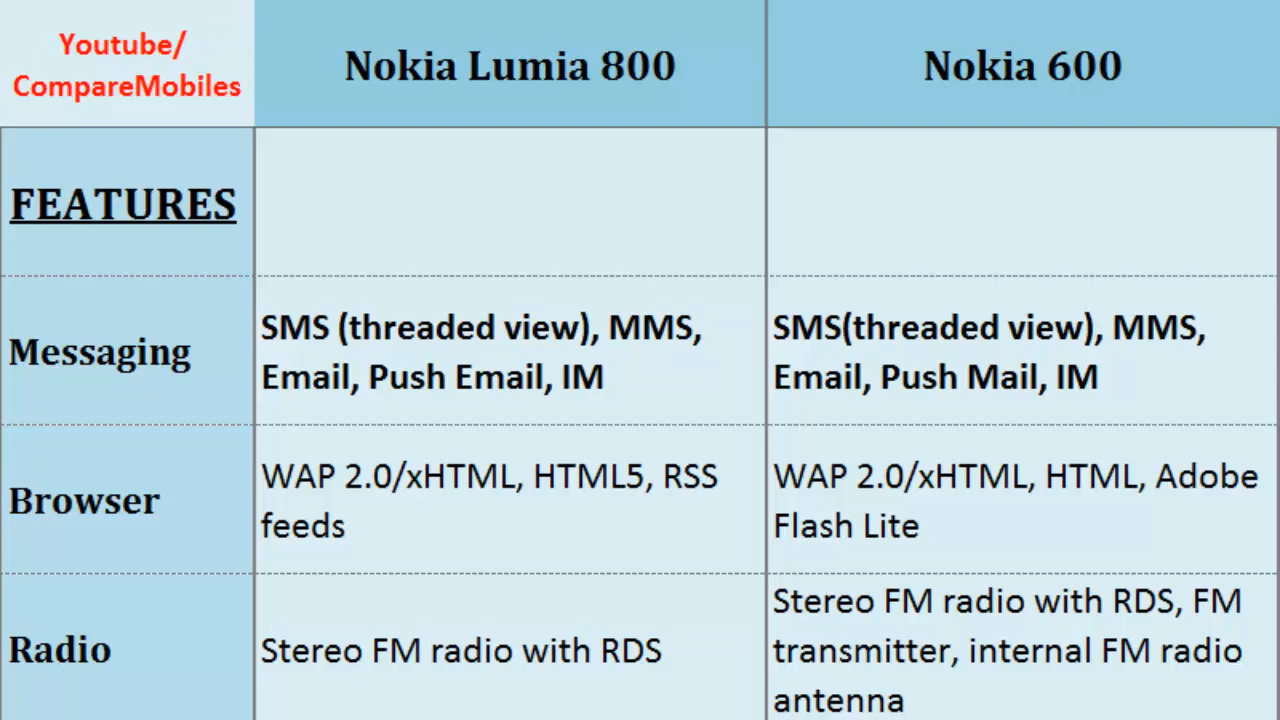 Youtube/
CompareMobiles
Nokia Lumia 800
Nokia 600
FEATURES
Messaging
SMS (threaded view), MMS,
Email, Push Email, IM
SMS(threaded view), MMS,
Email, Push Mail, IM
Browser
WAP 2.0/xHTML, HTML5, RSS
feeds
WAP 2.0/xHTML, HTML, Adobe
Flash Lite
Radio
Stereo FM radio with RDS
Stereo FM radio with RDS, FM
transmitter, internal FM radio
antenna